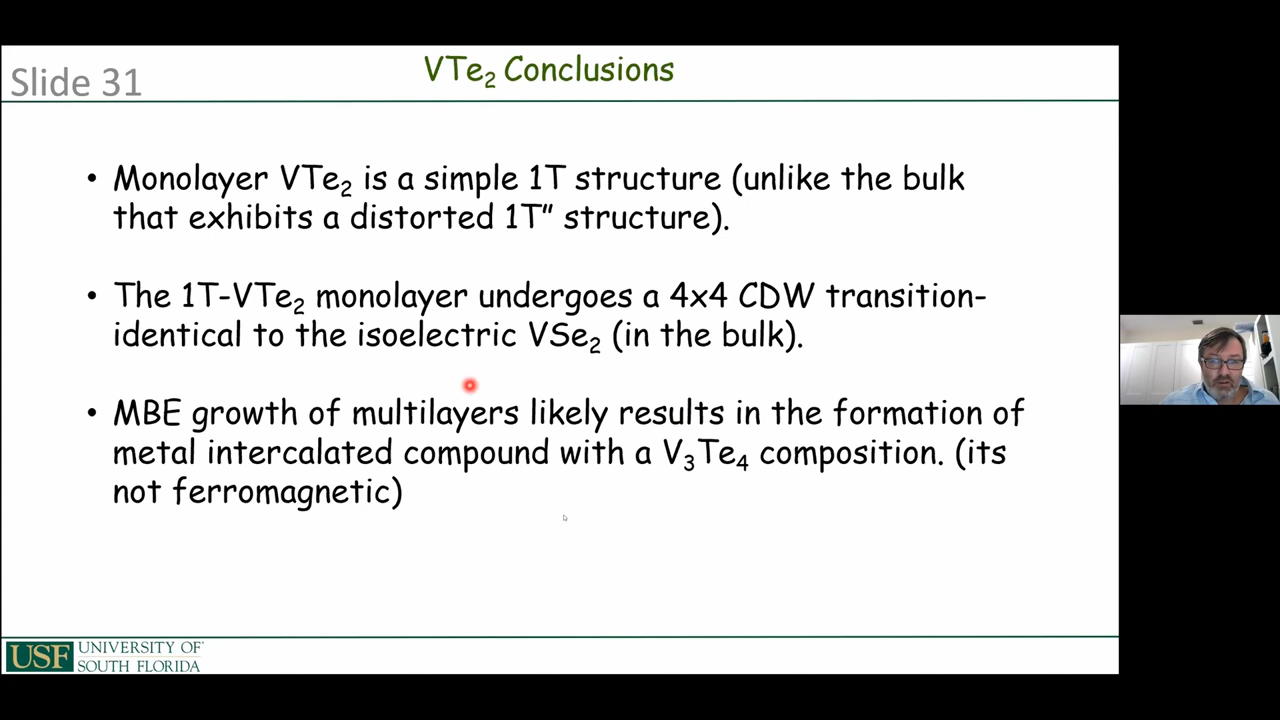 Slide 31
VTe₂ Conclusions
• Monolayer VTe₂ is a simple 1T structure (unlike the bulk
that exhibits a distorted 1T” structure).
• The 1T-VTe₂ monolayer undergoes a 4x4 CDW transition-
identical to the isoelectric VSe₂ (in the bulk).
• MBE growth of multilayers likely results in the formation of
metal intercalated compound with a V₃Te₄ composition. (its
not ferromagnetic)
USF UNIVERSITY OF
SOUTH FLORIDA